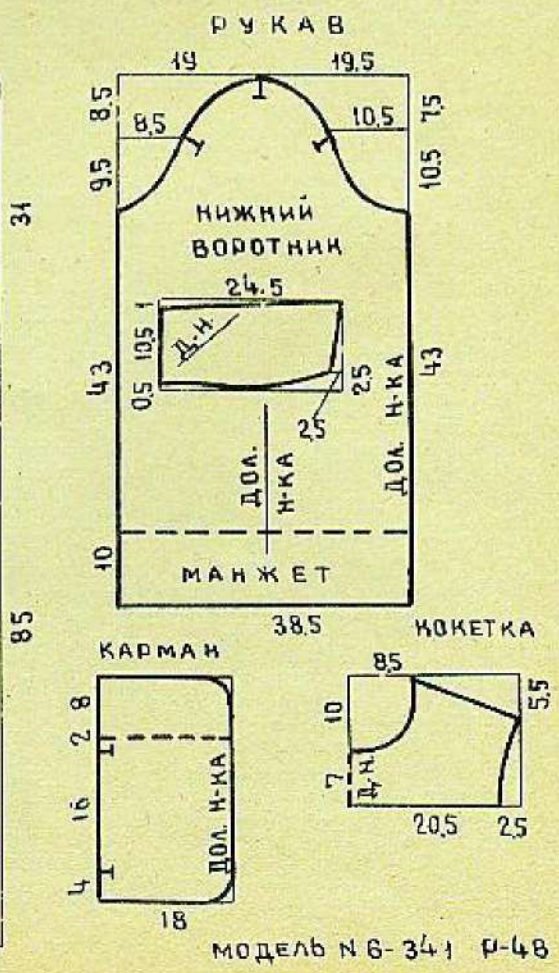 РУКАВ
19 19.5
8,5 7,5
8,5 10,5
9,5 10,5
31
НИЖНИЙ
ВОРОТНИК
24.5
1
10,5 Д.Н.
0,5 2,5
2,5
43 43
ДОЛ. Н-КА
ДОЛ.
Н-КА
10
МАНЖЕТ
38.5
85
КАРМАН
8
2
16
4
ДОЛ. Н-КА
18
КОКЕТКА
8,5
5,5
10
7 Д.Н.
20,5 2,5
МОДЕЛЬ N 6-341 Р-48